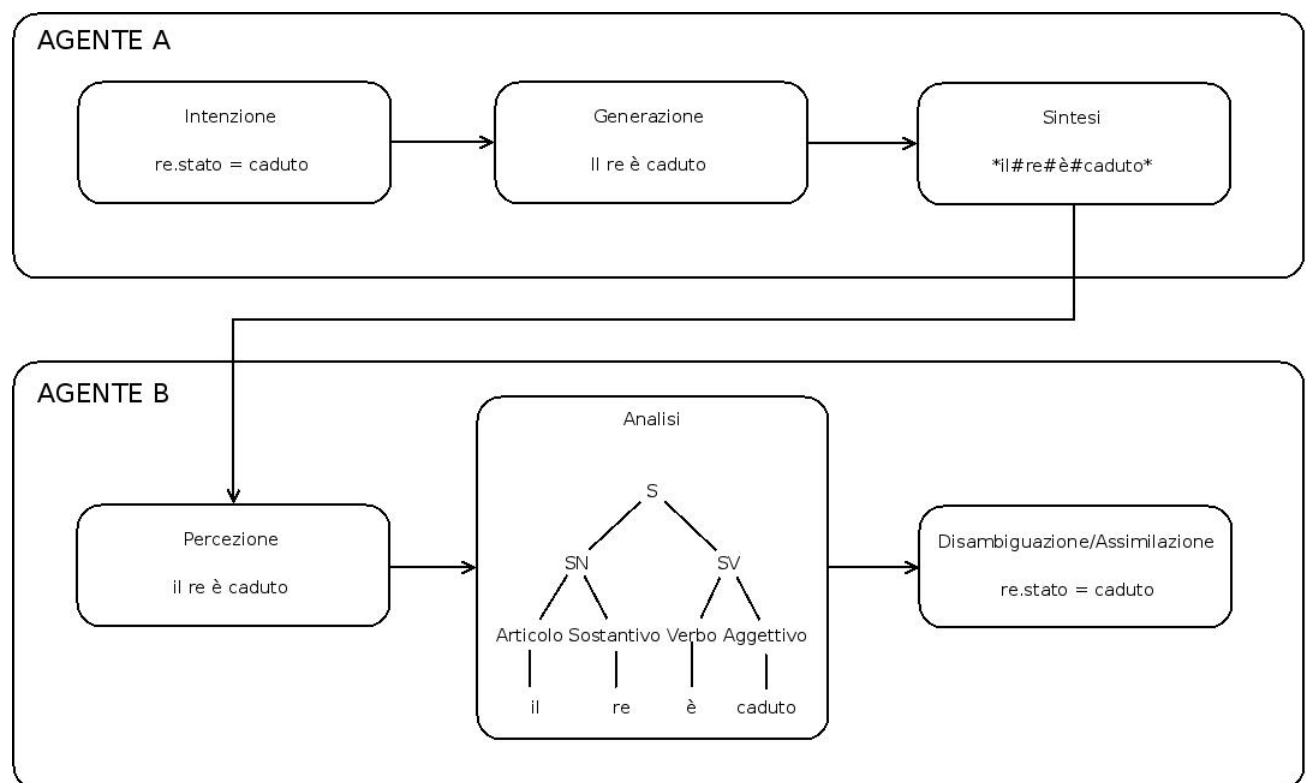 AGENTE A
Intenzione
re.stato = caduto
Generazione
Il re è caduto
Sintesi
*il#re#è#caduto*
AGENTE B
Percezione
il re è caduto
Analisi
S
SN SV
Articolo Sostantivo Verbo Aggettivo
il re è caduto
Disambiguazione/Assimilazione
re.stato = caduto